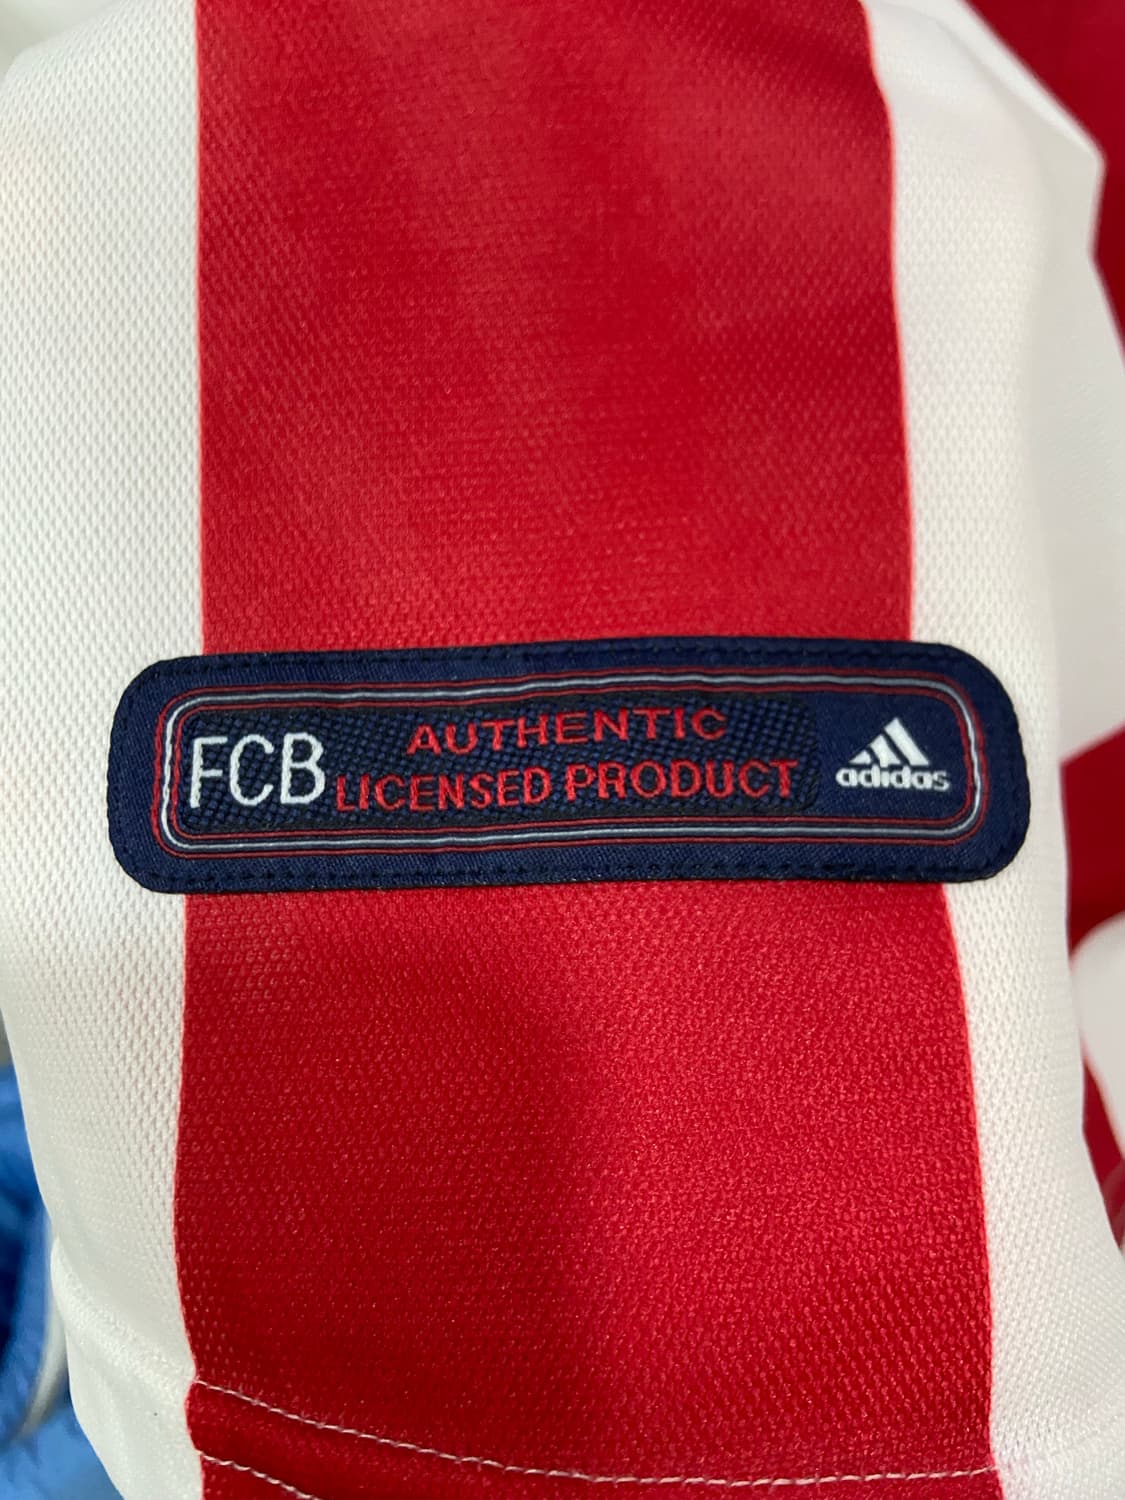 FCB
AUTHENTIC
LICENSED PRODUCT
adidas